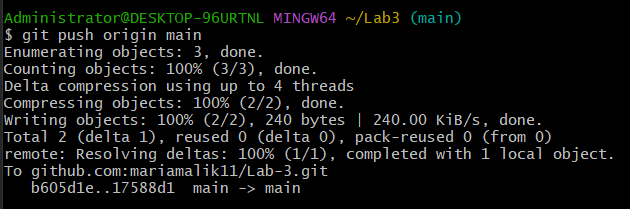 Administrator@DESKTOP-96URTNL MINGW64 ~/Lab3 (main)
$ git push origin main
Enumerating objects: 3, done.
Counting objects: 100% (3/3), done.
Delta compression using up to 4 threads
Compressing objects: 100% (2/2), done.
Writing objects: 100% (2/2), 240 bytes | 240.00 KiB/s, done.
Total 2 (delta 1), reused 0 (delta 0), pack-reused 0 (from 0)
remote: Resolving deltas: 100% (1/1), completed with 1 local object.
To github.com:mariamalik11/Lab-3.git
   b605d1e..17588d1  main -> main